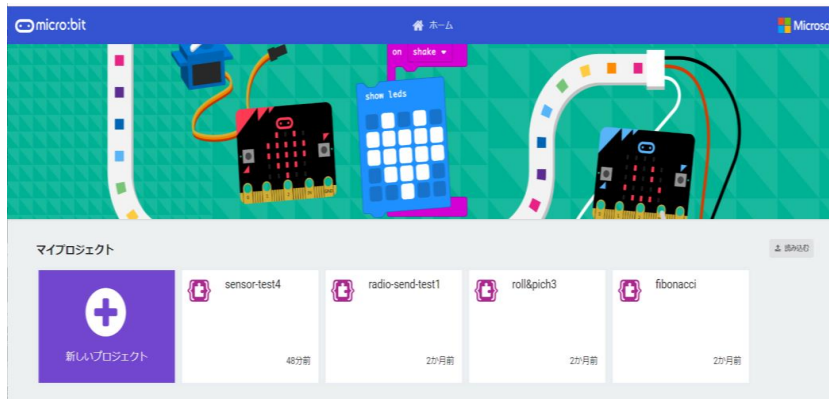 micro:bit
ホーム
Microso
on shake
show leds
マイプロジェクト
読み込む
新しいプロジェクト
sensor-test4
48分前
radio-send-test1
2か月前
roll&pich3
2か月前
fibonacci
2か月前